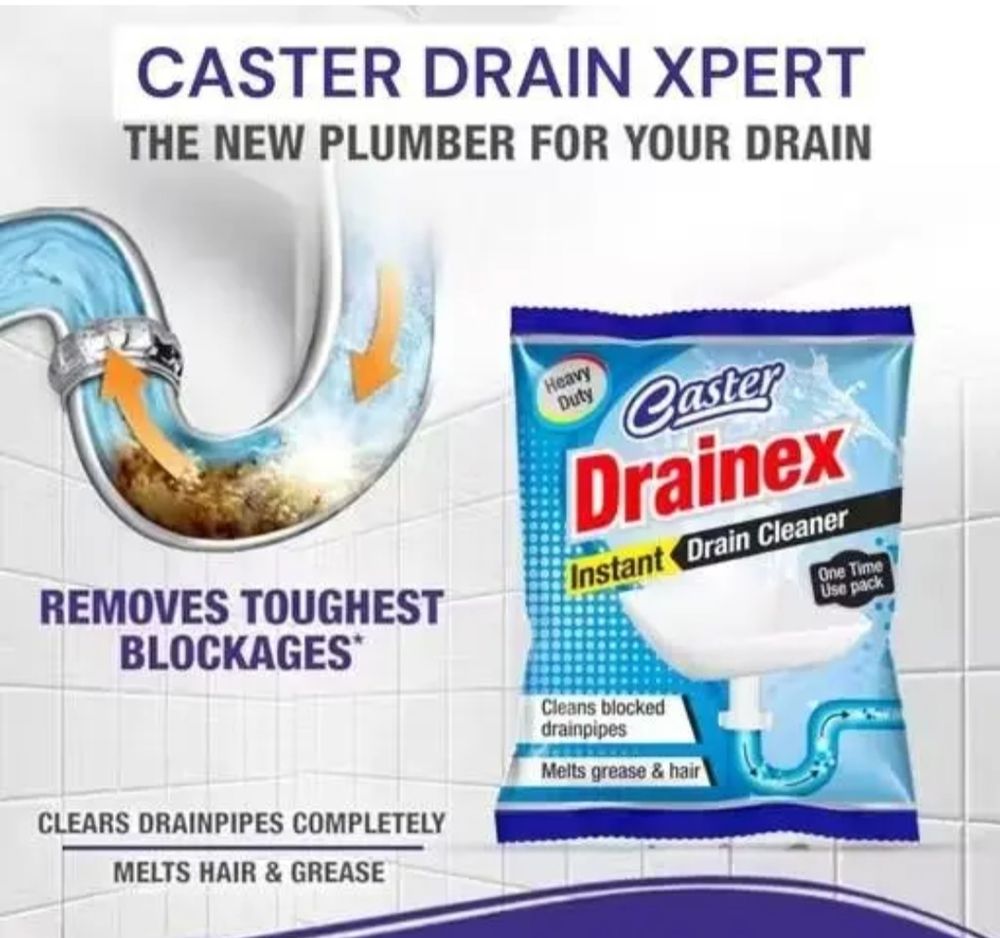 CASTER DRAIN XPERT
THE NEW PLUMBER FOR YOUR DRAIN
Heavy
Duty
Caster
Drainex
Instant Drain Cleaner
One Time
Use pack
REMOVES TOUGHEST
BLOCKAGES*
Cleans blocked
drainpipes
Melts grease & hair
CLEARS DRAINPIPES COMPLETELY
MELTS HAIR & GREASE